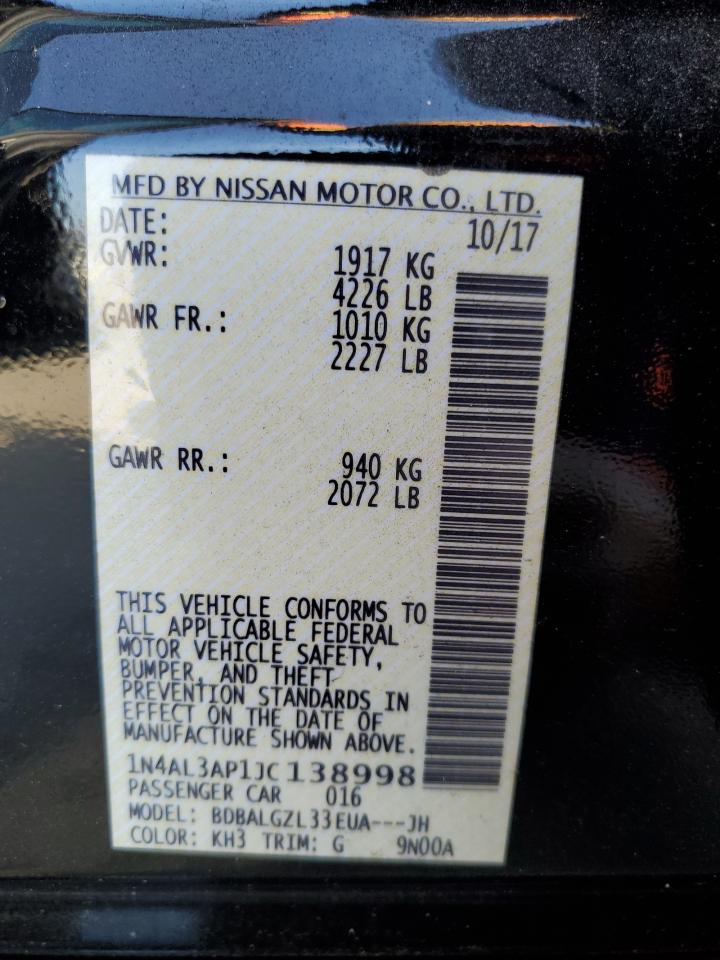 MFD BY NISSAN MOTOR CO., LTD.
DATE: 10/17
GVWR: 1917 KG
4226 LB
GAWR FR.: 1010 KG
2227 LB
GAWR RR.: 940 KG
2072 LB
THIS VEHICLE CONFORMS TO
ALL APPLICABLE FEDERAL
MOTOR VEHICLE SAFETY,
BUMPER, AND THEFT
PREVENTION STANDARDS IN
EFFECT ON THE DATE OF
MANUFACTURE SHOWN ABOVE.
1N4AL3AP1JC138998
PASSENGER CAR 016
MODEL: BDBALGZL33EUA---JH
COLOR: KH3 TRIM: G 9N00A